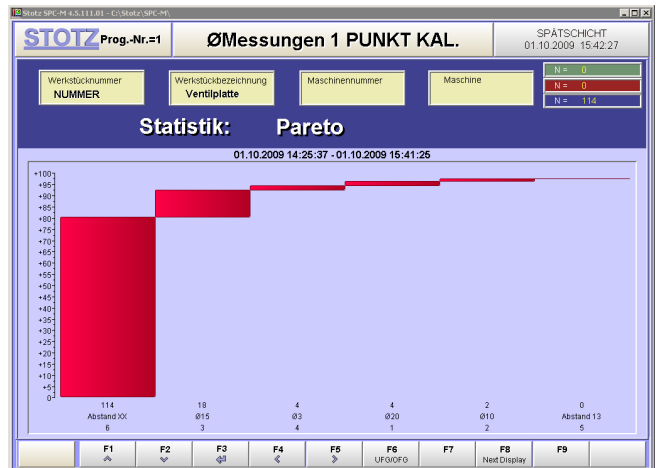 Stotz SPC-M 4.5.111.01 - C:\Stotz\SPC-M\
STOTZ Prog.-Nr.=1
ØMessungen 1 PUNKT KAL.
SPÄTSCHICHT
01.10.2009 15:42:27
Werkstücknummer
NUMMER
Werkstückbezeichnung
Ventilplatte
Maschinennummer
Maschine
N = 0
N = 0
N = 114
Statistik: Pareto
01.10.2009 14:25:37 - 01.10.2009 15:41:25
+100
+95
+90
+85
+80
+75
+70
+65
+60
+55
+50
+45
+40
+35
+30
+25
+20
+15
+10
+5
0
114 18 4 4 2 0
Abstand XX Ø15 Ø3 Ø20 Ø10 Abstand 13
6 3 4 1 2 5
F1 F2 F3 F4 F5 F6 F7 F8 F9
UFG/OFG Next Display